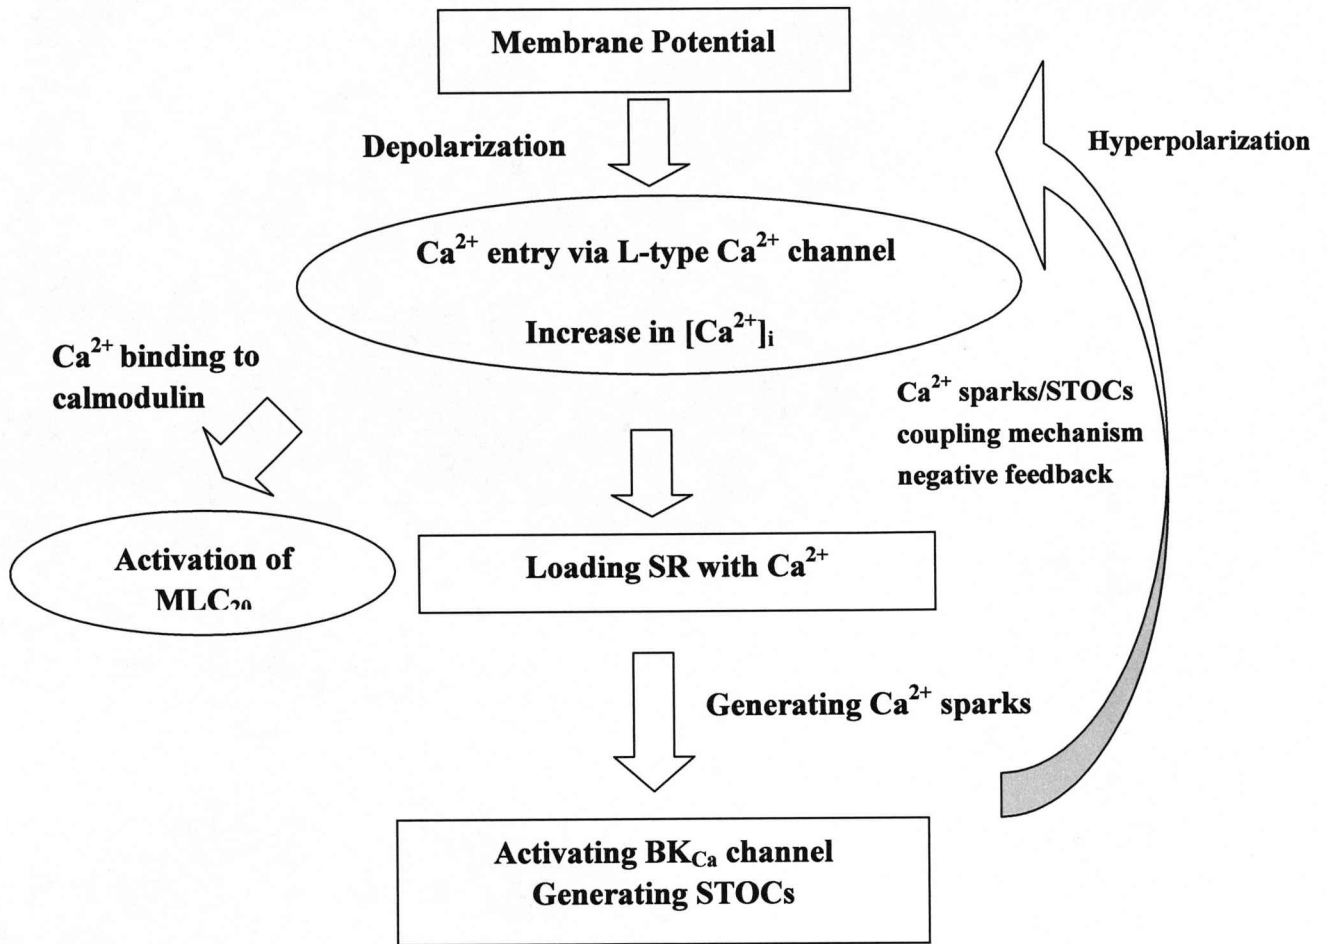 Membrane Potential
Depolarization
Hyperpolarization
Ca²⁺ entry via L-type Ca²⁺ channel
Increase in [Ca²⁺]ᵢ
Ca²⁺ binding to
calmodulin
Ca²⁺ sparks/STOCs
coupling mechanism
negative feedback
Activation of
MLC₂₀
Loading SR with Ca²⁺
Generating Ca²⁺ sparks
Activating BK_Ca channel
Generating STOCs